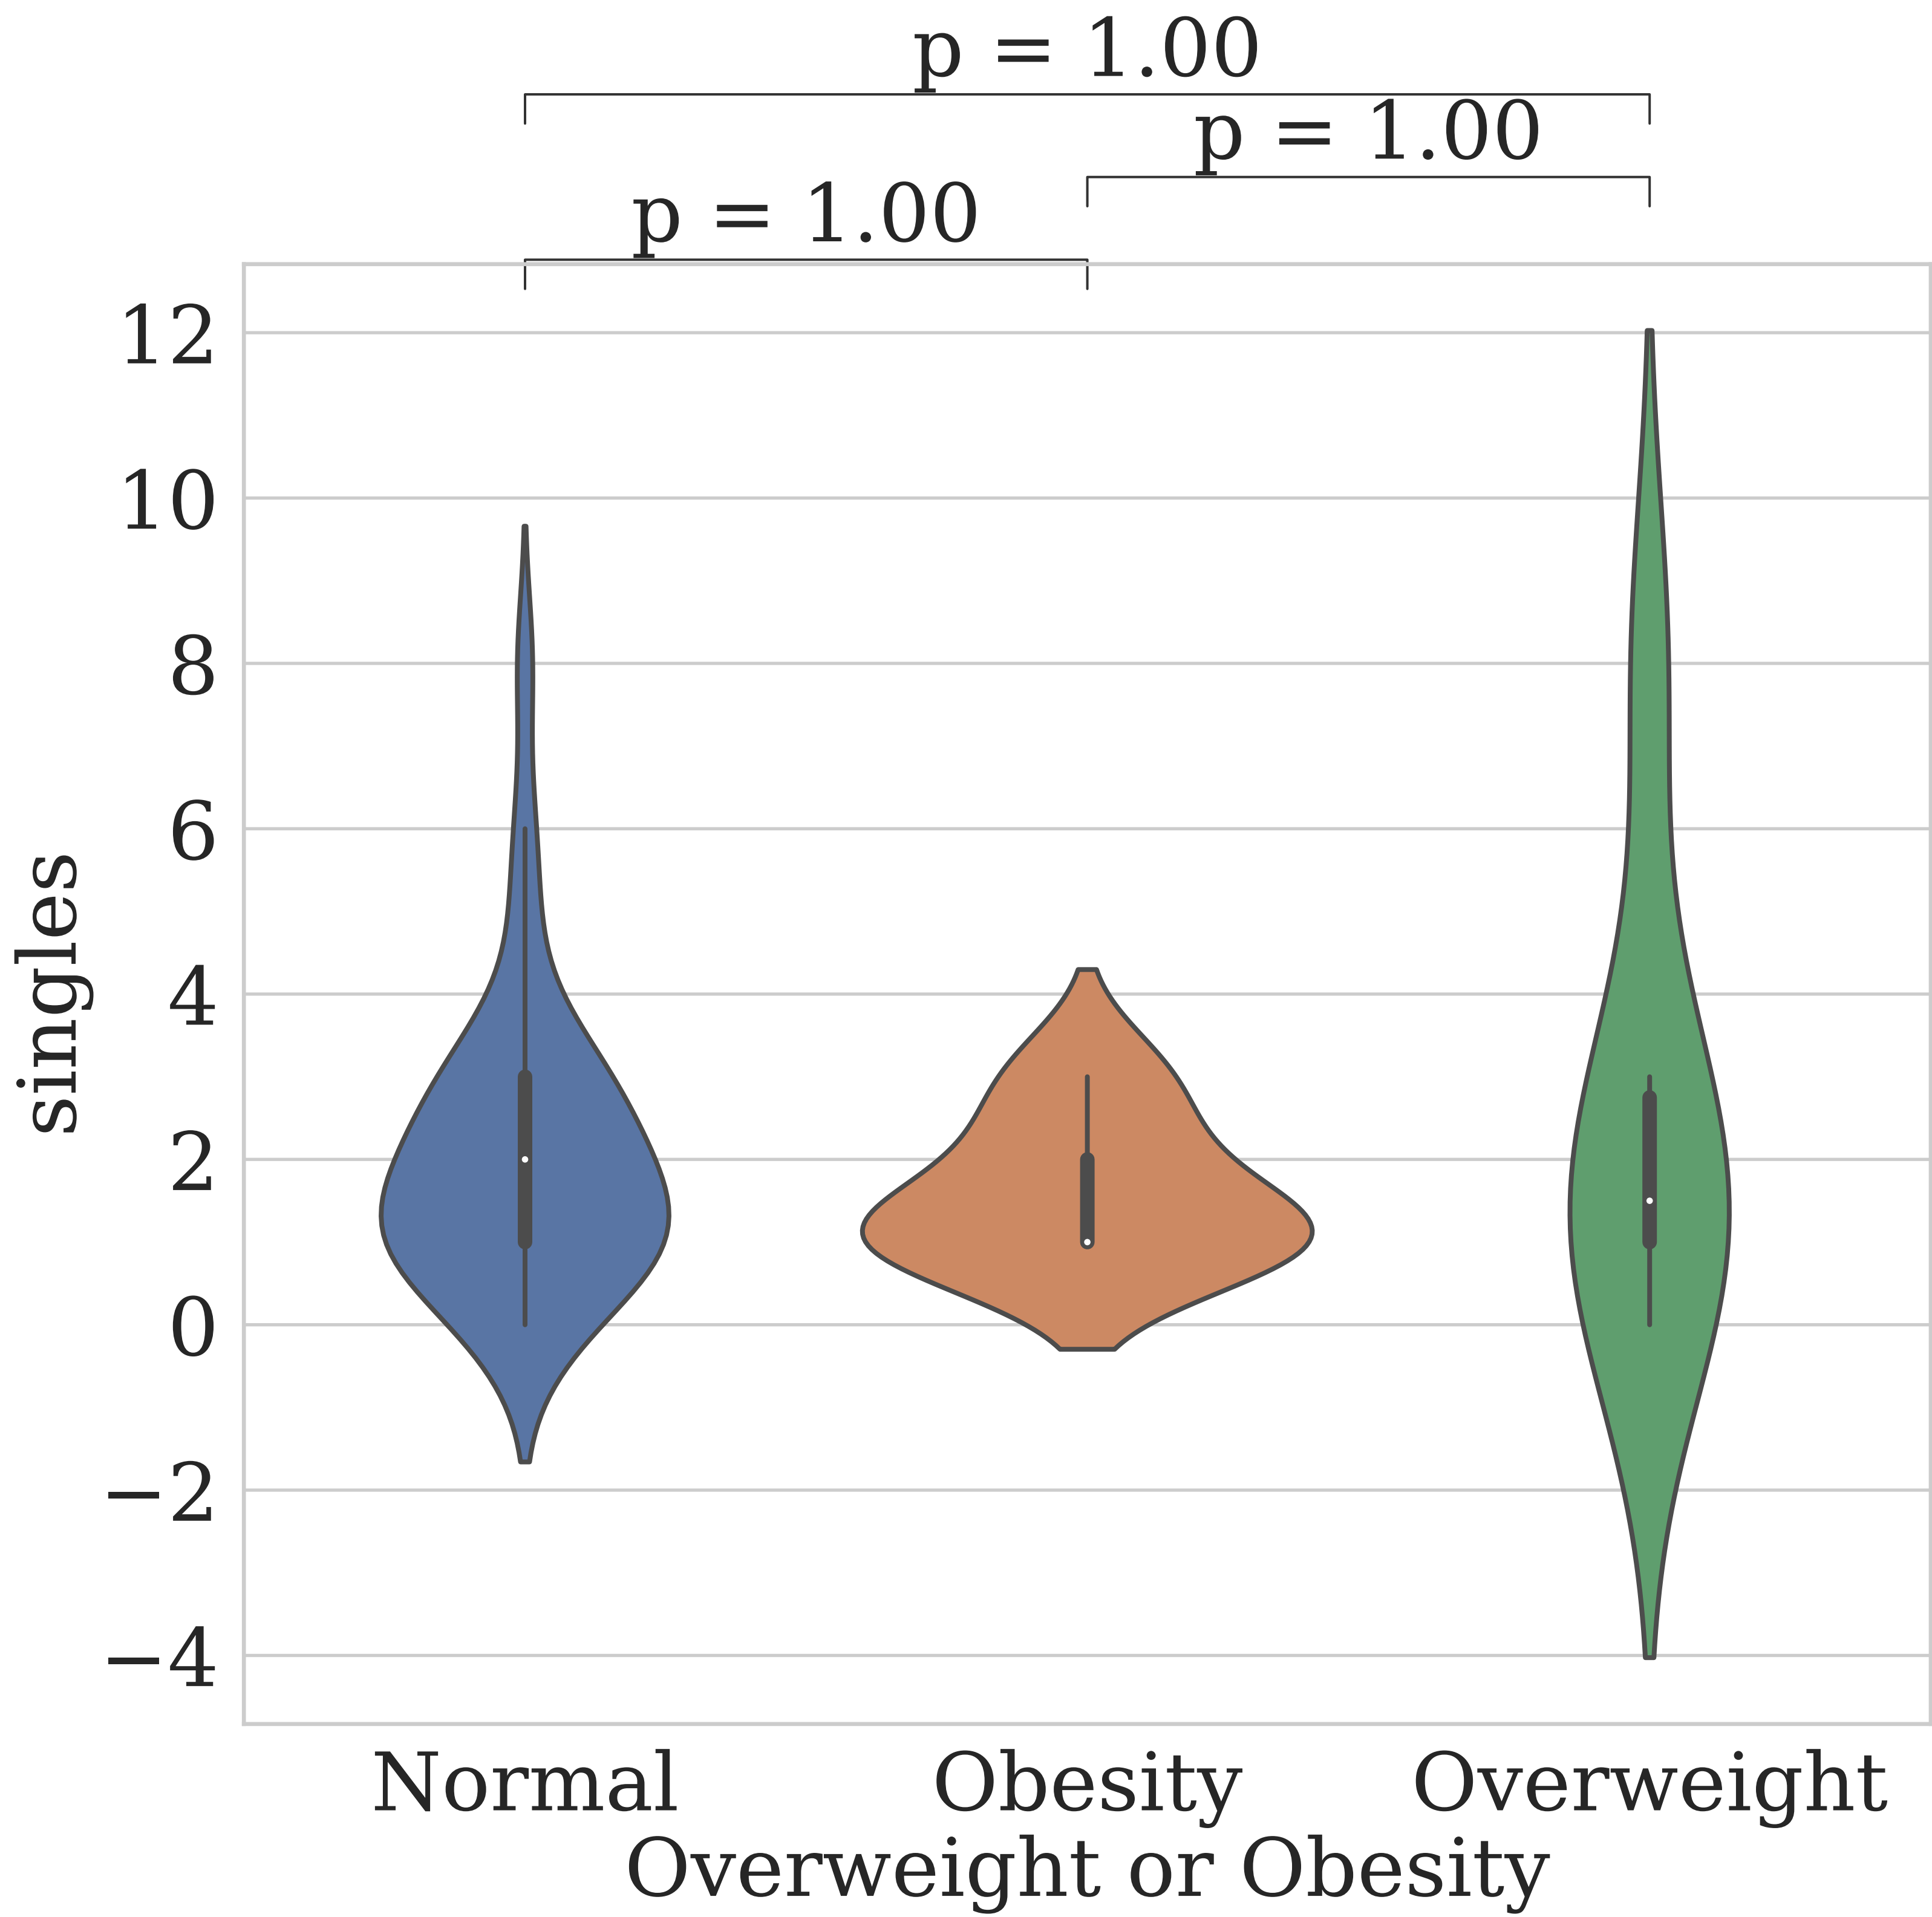 p = 1.00
p = 1.00
p = 1.00
12
10
8
6
4
2
0
−2
−4
singles
Normal Obesity Overweight
Overweight or Obesity